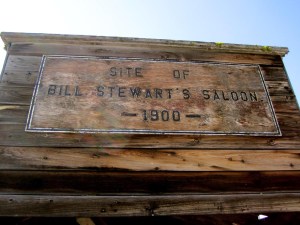 SITE OF
BILL STEWART'S SALOON
— 1900 —